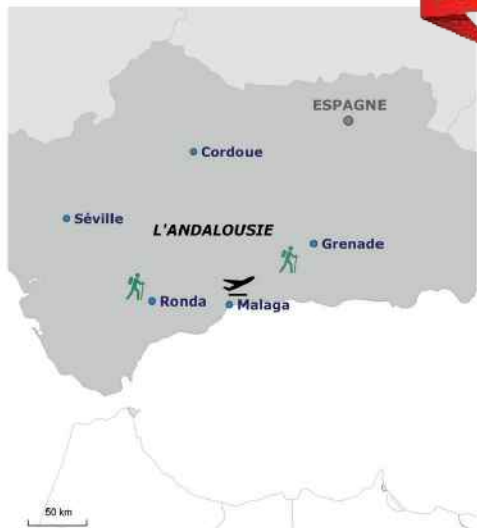 ESPAGNE
Cordoue
Séville
L'ANDALOUSIE
Grenade
Ronda
Malaga
50 km